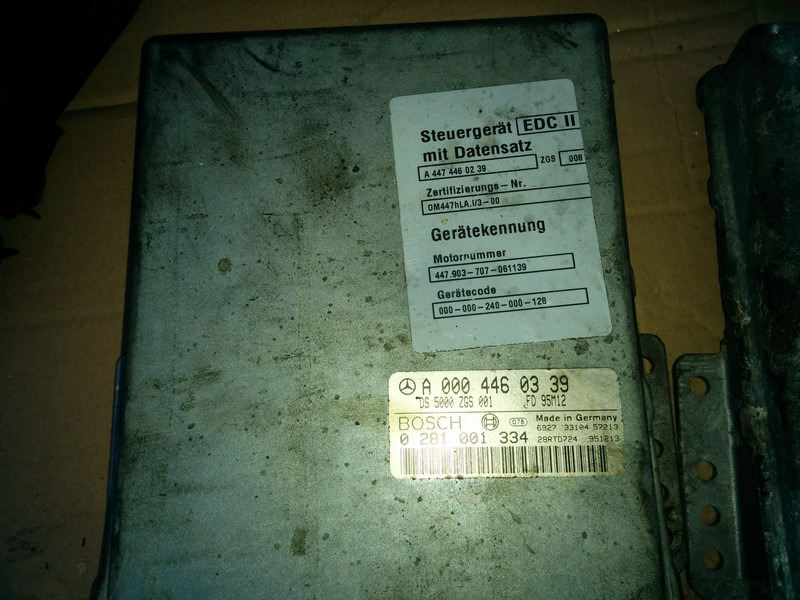 Steuergerät EDC II
mit Datensatz
A 447 446 02 39 ZGS 008
Zertifizierungs-Nr.
OM447hLA.I/3-00
Gerätekennung
Motornummer
447.903-707-061139
Gerätecode
000-000-240-000-128
A 000 446 03 39
DS 5000 ZGS 001 FD 95M12
BOSCH 078 Made in Germany
6927 33104 57213
0 281 001 334 28RTD724 951213